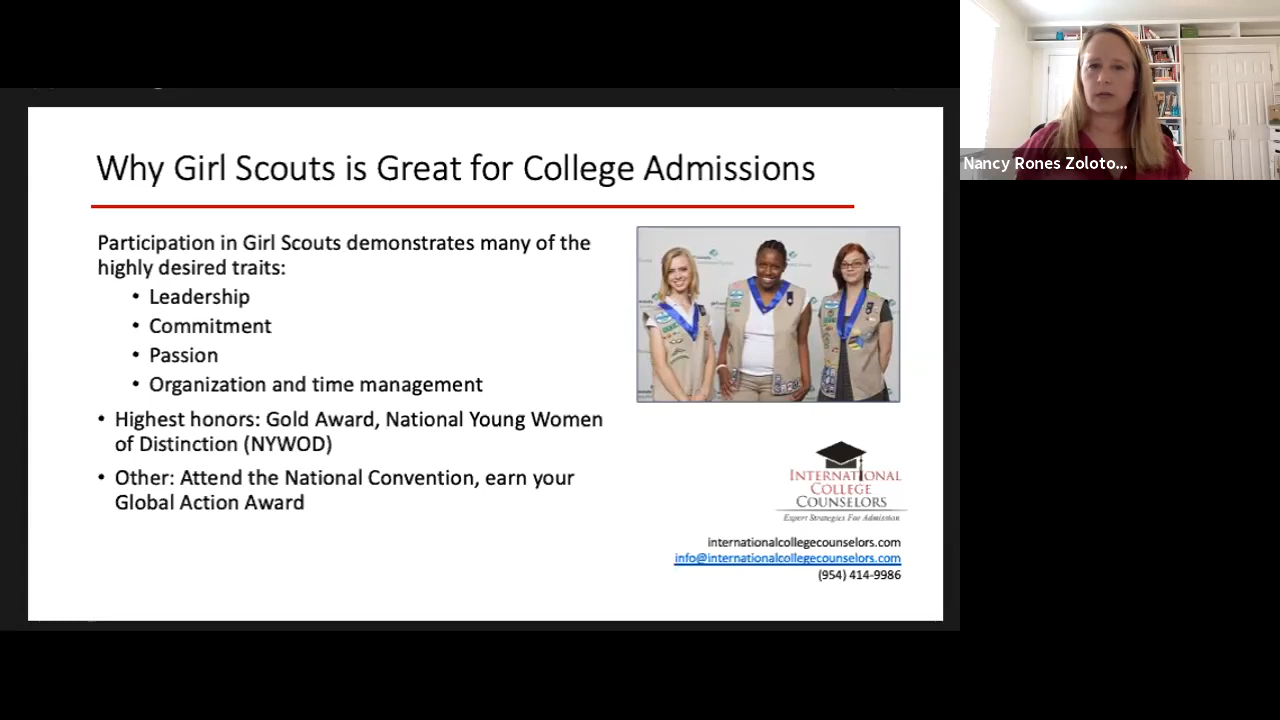 Why Girl Scouts is Great for College Admissions
Participation in Girl Scouts demonstrates many of the
highly desired traits:
• Leadership
• Commitment
• Passion
• Organization and time management
• Highest honors: Gold Award, National Young Women
of Distinction (NYWOD)
• Other: Attend the National Convention, earn your
Global Action Award
INTERNATIONAL
COLLEGE
COUNSELORS
Expert Strategies For Admission
internationalcollegecounselors.com
info@internationalcollegecounselors.com
(954) 414-9986
Nancy Rones Zoloto...